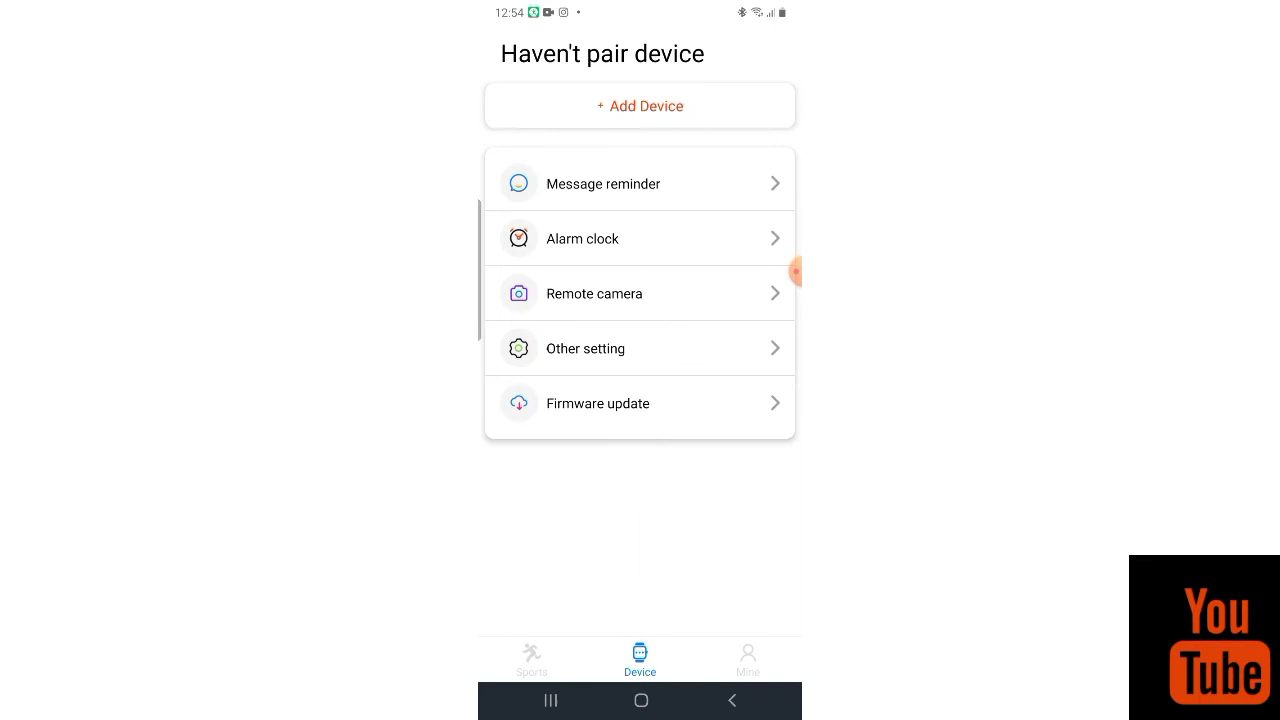 12:54
Haven't pair device
+ Add Device
Message reminder
Alarm clock
Remote camera
Other setting
Firmware update
Sports
Device
Mine
You
Tube